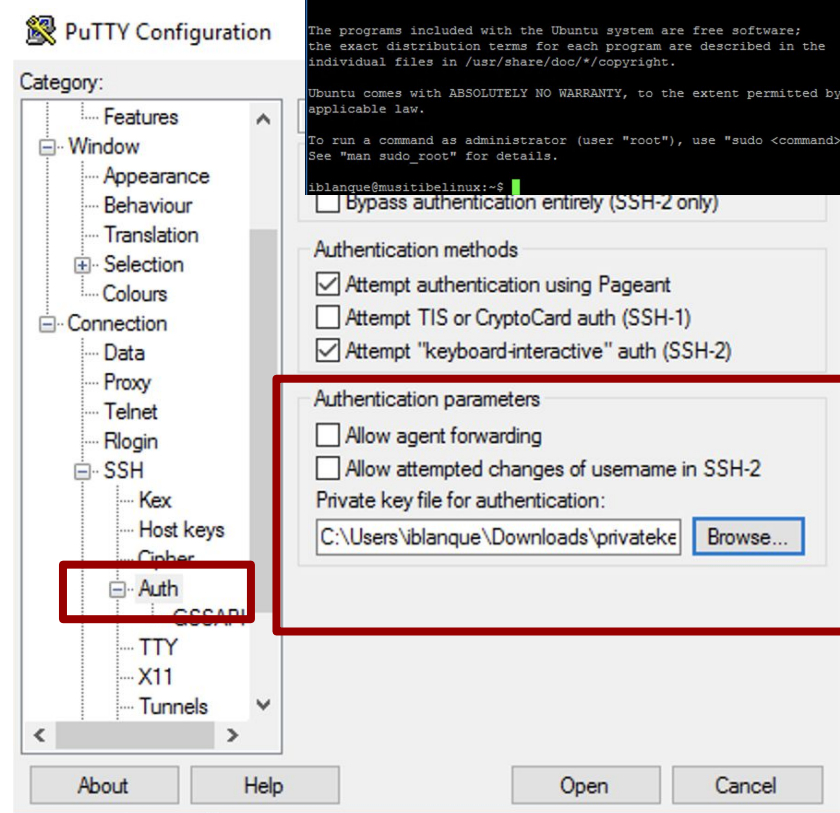 PuTTY Configuration
The programs included with the Ubuntu system are free software;
the exact distribution terms for each program are described in the
individual files in /usr/share/doc/*/copyright.
Ubuntu comes with ABSOLUTELY NO WARRANTY, to the extent permitted by
applicable law.
To run a command as administrator (user "root"), use "sudo <command>
See "man sudo_root" for details.
iblanque@musitibelinux:~$
Category:
Features
Window
Appearance
Behaviour
Translation
Selection
Colours
Connection
Data
Proxy
Telnet
Rlogin
SSH
Kex
Host keys
Cipher
Auth
GSSAPI
TTY
X11
Tunnels
Bypass authentication entirely (SSH-2 only)
Authentication methods
Attempt authentication using Pageant
Attempt TIS or CryptoCard auth (SSH-1)
Attempt "keyboard-interactive" auth (SSH-2)
Authentication parameters
Allow agent forwarding
Allow attempted changes of username in SSH-2
Private key file for authentication:
C:\Users\iblanque\Downloads\privateke
Browse...
About
Help
Open
Cancel